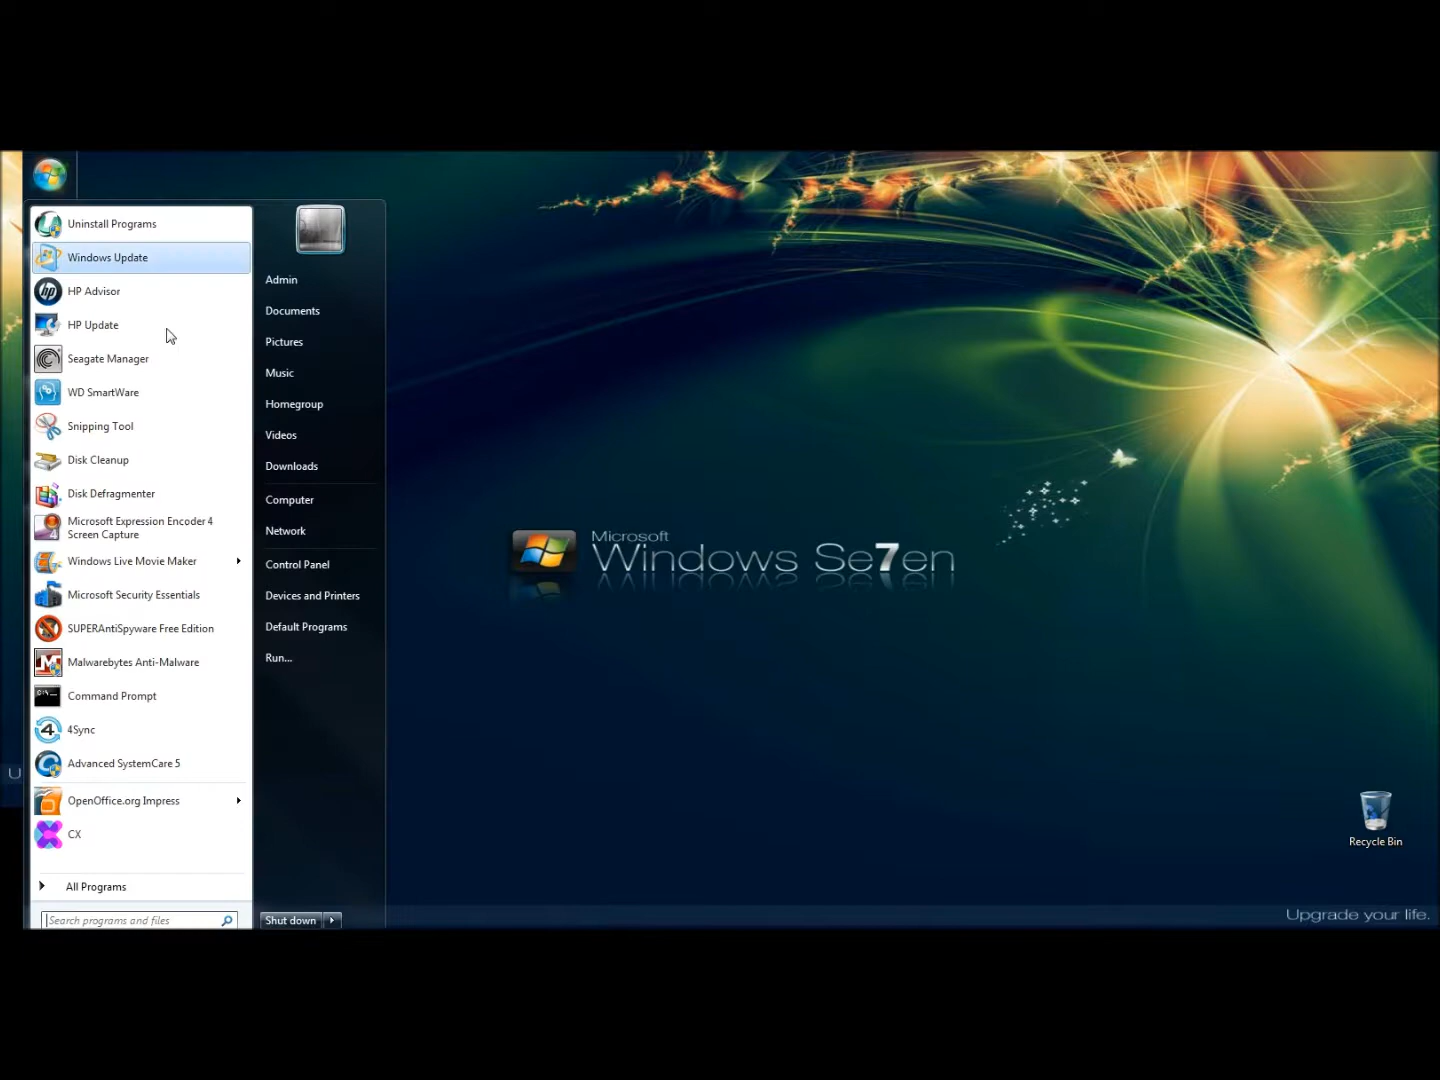 Uninstall Programs
Windows Update
HP Advisor
HP Update
Seagate Manager
WD SmartWare
Snipping Tool
Disk Cleanup
Disk Defragmenter
Microsoft Expression Encoder 4
Screen Capture
Windows Live Movie Maker
Microsoft Security Essentials
SUPERAntiSpyware Free Edition
Malwarebytes Anti-Malware
Command Prompt
4Sync
Advanced SystemCare 5
OpenOffice.org Impress
CX
All Programs
Search programs and files
Admin
Documents
Pictures
Music
Homegroup
Videos
Downloads
Computer
Network
Control Panel
Devices and Printers
Default Programs
Run...
Shut down
Microsoft
Windows Se7en
Recycle Bin
Upgrade your life.
U